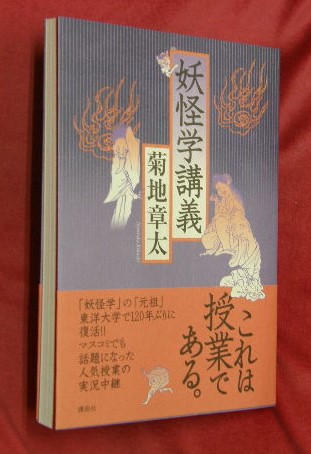 妖怪学講義
菊地章太
これは
授業で
ある。
「妖怪学」の「元祖」
東洋大学で120年ぶりに
復活!!
マスコミでも
話題になった
人気授業の
実況中継
講談社